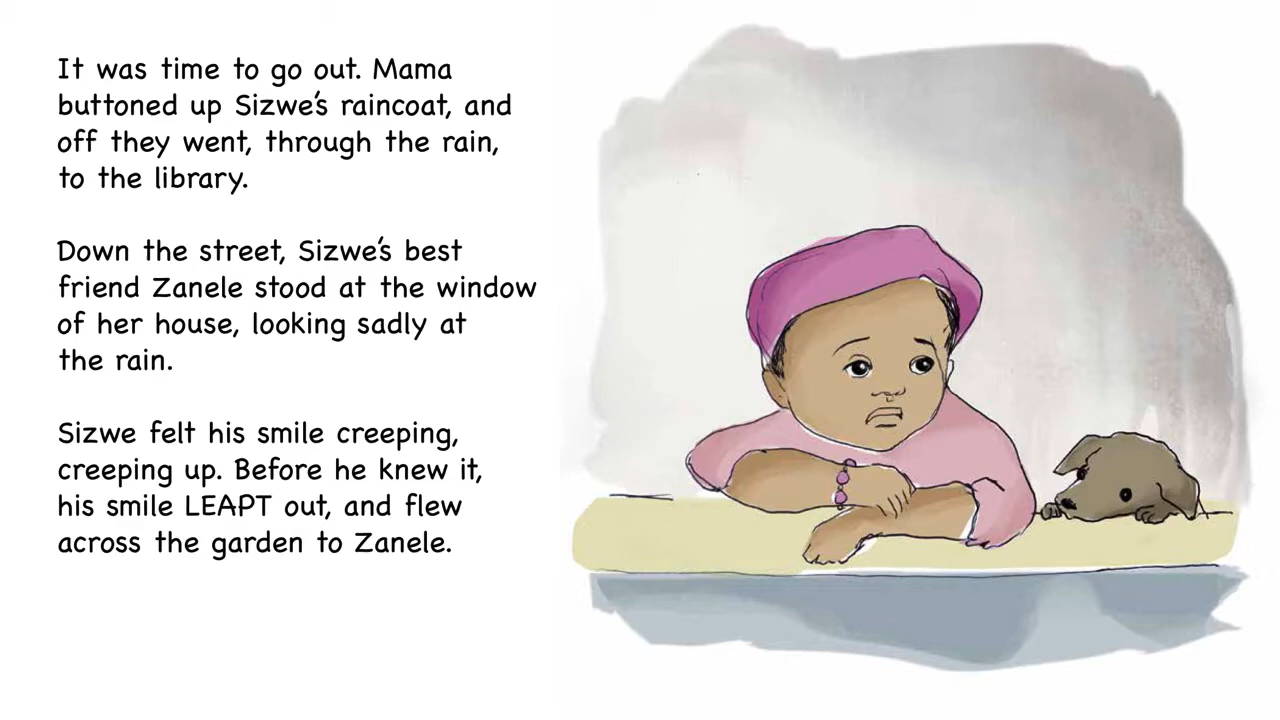 It was time to go out. Mama
buttoned up Sizwe's raincoat, and
off they went, through the rain,
to the library.
Down the street, Sizwe's best
friend Zanele stood at the window
of her house, looking sadly at
the rain.
Sizwe felt his smile creeping,
creeping up. Before he knew it,
his smile LEAPT out, and flew
across the garden to Zanele.